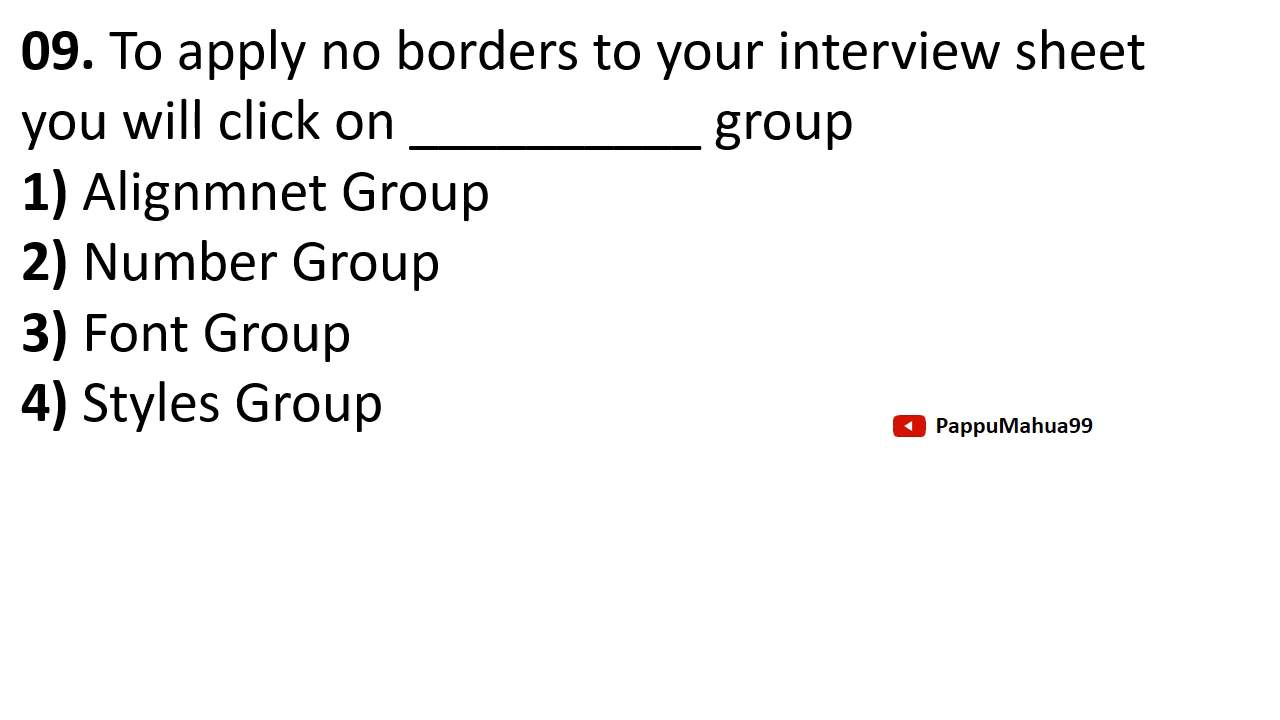 09. To apply no borders to your interview sheet
you will click on __________ group
1) Alignmnet Group
2) Number Group
3) Font Group
4) Styles Group
PappuMahua99